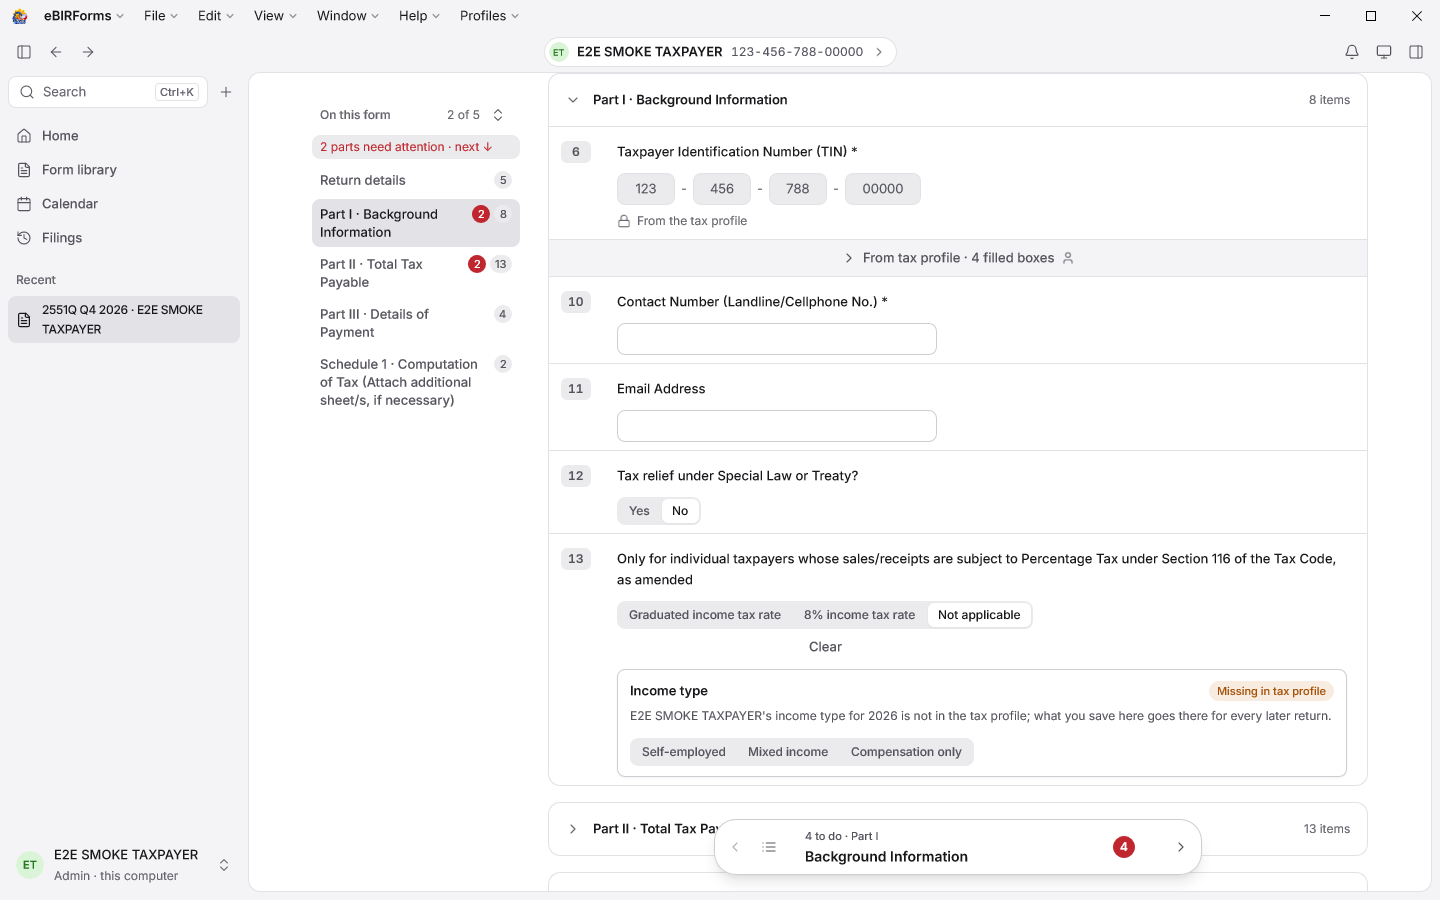 eBIRForms File Edit View Window Help Profiles
ET E2E SMOKE TAXPAYER 123-456-788-00000
Search Ctrl+K
Home
Form library
Calendar
Filings
Recent
2551Q Q4 2026 · E2E SMOKE
TAXPAYER
On this form 2 of 5
2 parts need attention · next ↓
Return details 5
Part I · Background 2 8
Information
Part II · Total Tax 2 13
Payable
Part III · Details of 4
Payment
Schedule 1 · Computation 2
of Tax (Attach additional
sheet/s, if necessary)
Part I · Background Information 8 items
6 Taxpayer Identification Number (TIN) *
123 - 456 - 788 - 00000
From the tax profile
From tax profile · 4 filled boxes
10 Contact Number (Landline/Cellphone No.) *
11 Email Address
12 Tax relief under Special Law or Treaty?
Yes No
13 Only for individual taxpayers whose sales/receipts are subject to Percentage Tax under Section 116 of the Tax Code,
as amended
Graduated income tax rate 8% income tax rate Not applicable
Clear
Income type Missing in tax profile
E2E SMOKE TAXPAYER's income type for 2026 is not in the tax profile; what you save here goes there for every later return.
Self-employed Mixed income Compensation only
Part II · Total Tax Pay 13 items
4 to do · Part I
Background Information 4
ET E2E SMOKE TAXPAYER
Admin · this computer